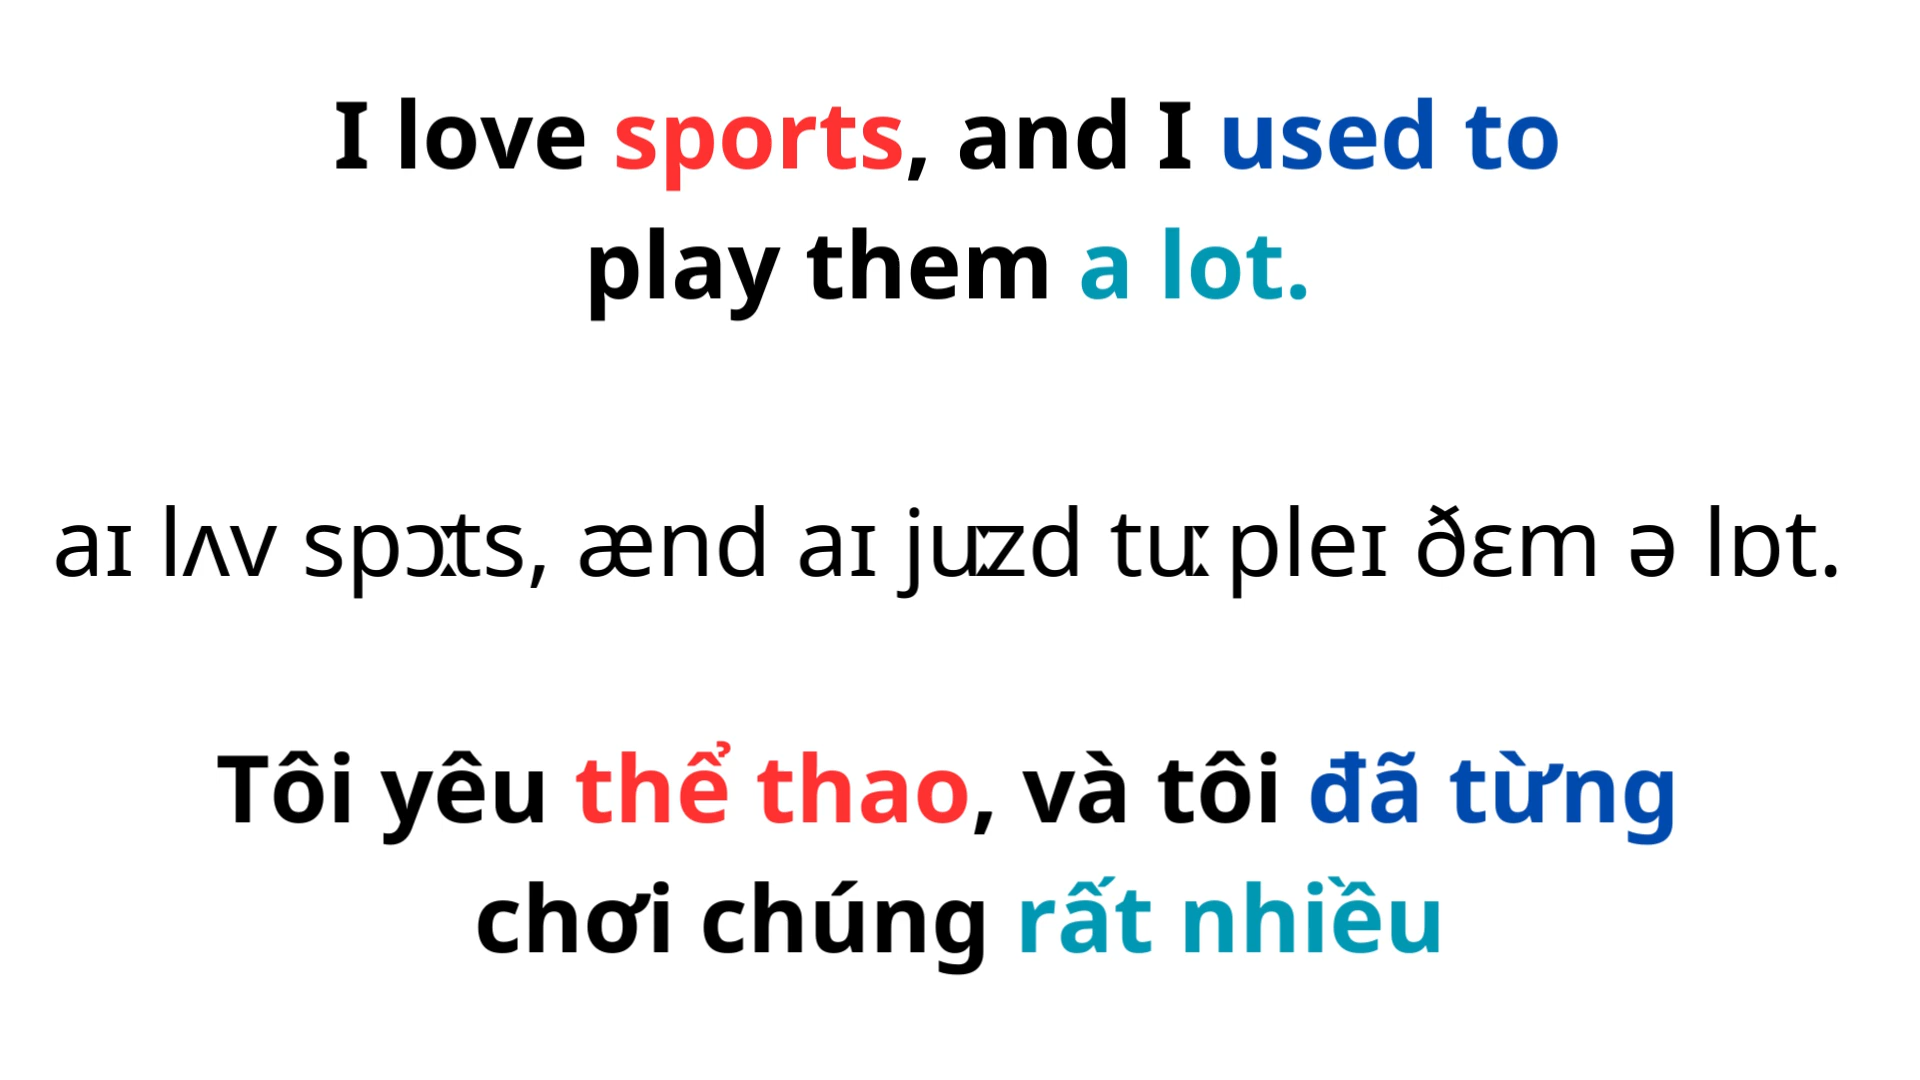 I love sports, and I used to
play them a lot.
aɪ lʌv spɔːts, ænd aɪ juːzd tuː pleɪ ðɛm ə lɒt.
Tôi yêu thể thao, và tôi đã từng
chơi chúng rất nhiều